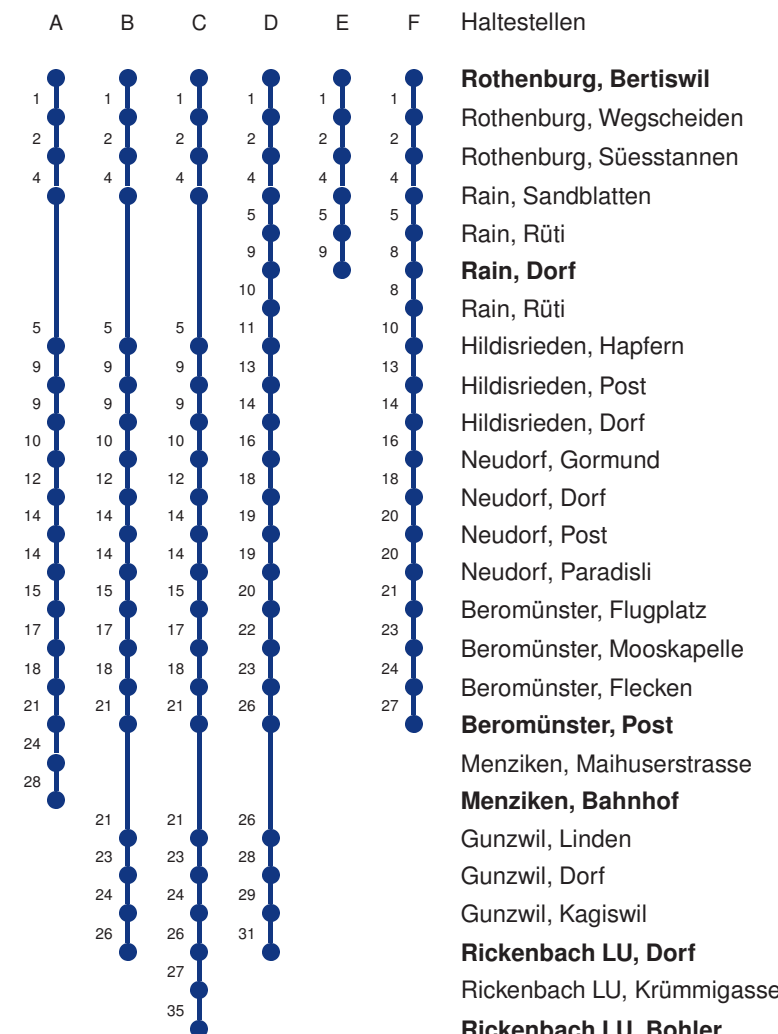 A B C D E F Haltestellen
Rothenburg, Bertiswil
1 1 1 1 1 1
Rothenburg, Wegscheiden
2 2 2 2 2 2
Rothenburg, Süesstannen
4 4 4 4 4 4
Rain, Sandblatten
5 5 5
Rain, Rüti
9 9 8
Rain, Dorf
10 8
Rain, Rüti
5 5 5 11 10
Hildisrieden, Hapfern
9 9 9 13 13
Hildisrieden, Post
9 9 9 14 14
Hildisrieden, Dorf
10 10 10 16 16
Neudorf, Gormund
12 12 12 18 18
Neudorf, Dorf
14 14 14 19 20
Neudorf, Post
14 14 14 19 20
Neudorf, Paradisli
15 15 15 20 21
Beromünster, Flugplatz
17 17 17 22 23
Beromünster, Mooskapelle
18 18 18 23 24
Beromünster, Flecken
21 21 21 26 27
Beromünster, Post
24
Menziken, Maihuserstrasse
28
Menziken, Bahnhof
21 21 26
Gunzwil, Linden
23 23 28
Gunzwil, Dorf
24 24 29
Gunzwil, Kagiswil
26 26 31
Rickenbach LU, Dorf
27
Rickenbach LU, Krümmigasse
35
Rickenbach LU, Bohler